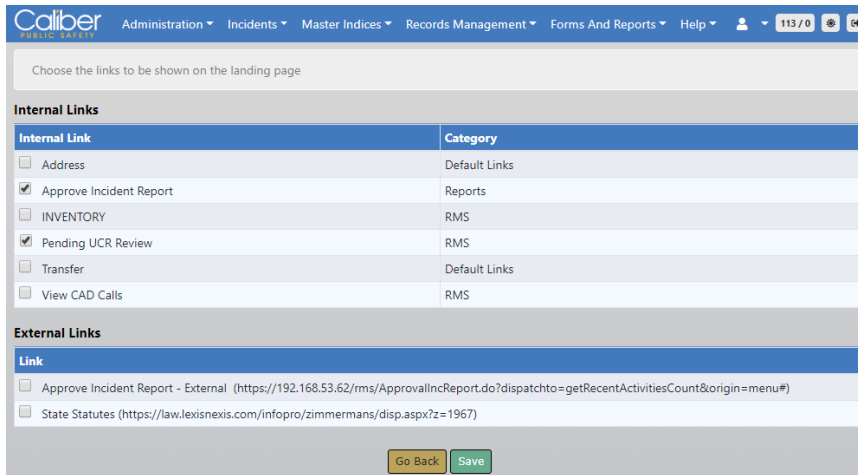 Caliber
PUBLIC SAFETY
Administration Incidents Master Indices Records Management Forms And Reports Help 113 / 0
Choose the links to be shown on the landing page
Internal Links
Internal Link Category
Address Default Links
Approve Incident Report Reports
INVENTORY RMS
Pending UCR Review RMS
Transfer Default Links
View CAD Calls RMS
External Links
Link
Approve Incident Report - External (https://192.168.53.62/rms/ApprovalIncReport.do?dispatchto=getRecentActivitiesCount&origin=menu#)
State Statutes (https://law.lexisnexis.com/infopro/zimmermans/disp.aspx?z=1967)
Go Back Save